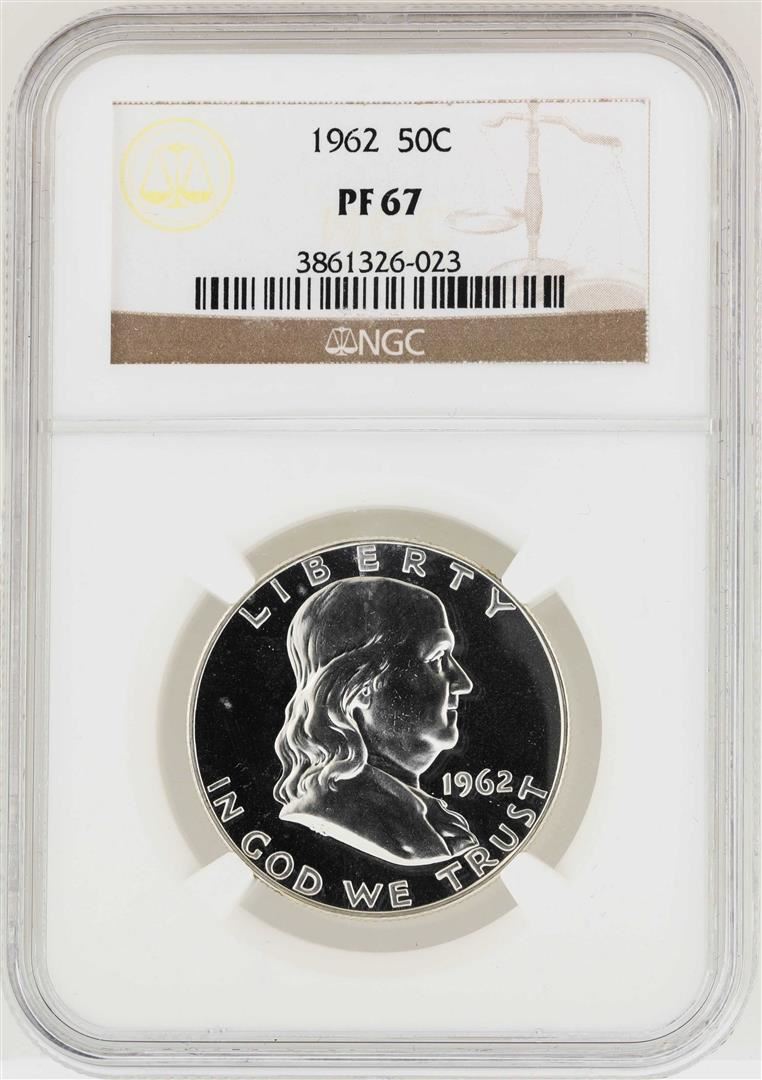 1962 50C
PF 67
3861326-023
NGC
LIBERTY
1962
IN GOD WE TRUST